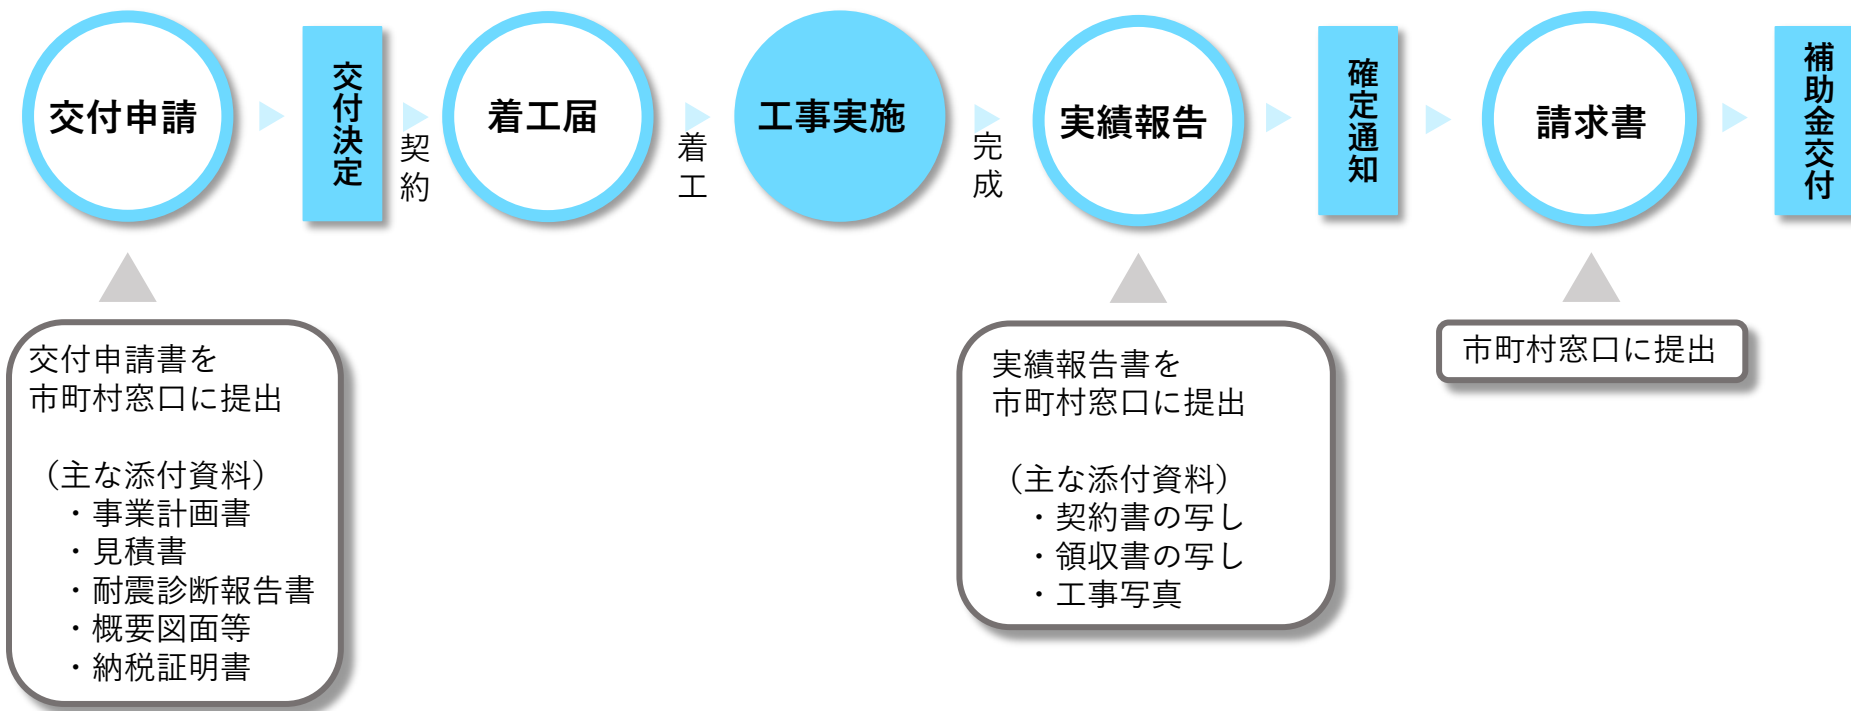 交付申請
交付決定
契約
着工届
着工
工事実施
完成
実績報告
確定通知
請求書
補助金交付
交付申請書を
市町村窓口に提出
（主な添付資料）
・事業計画書
・見積書
・耐震診断報告書
・概要図面等
・納税証明書
実績報告書を
市町村窓口に提出
（主な添付資料）
・契約書の写し
・領収書の写し
・工事写真
市町村窓口に提出